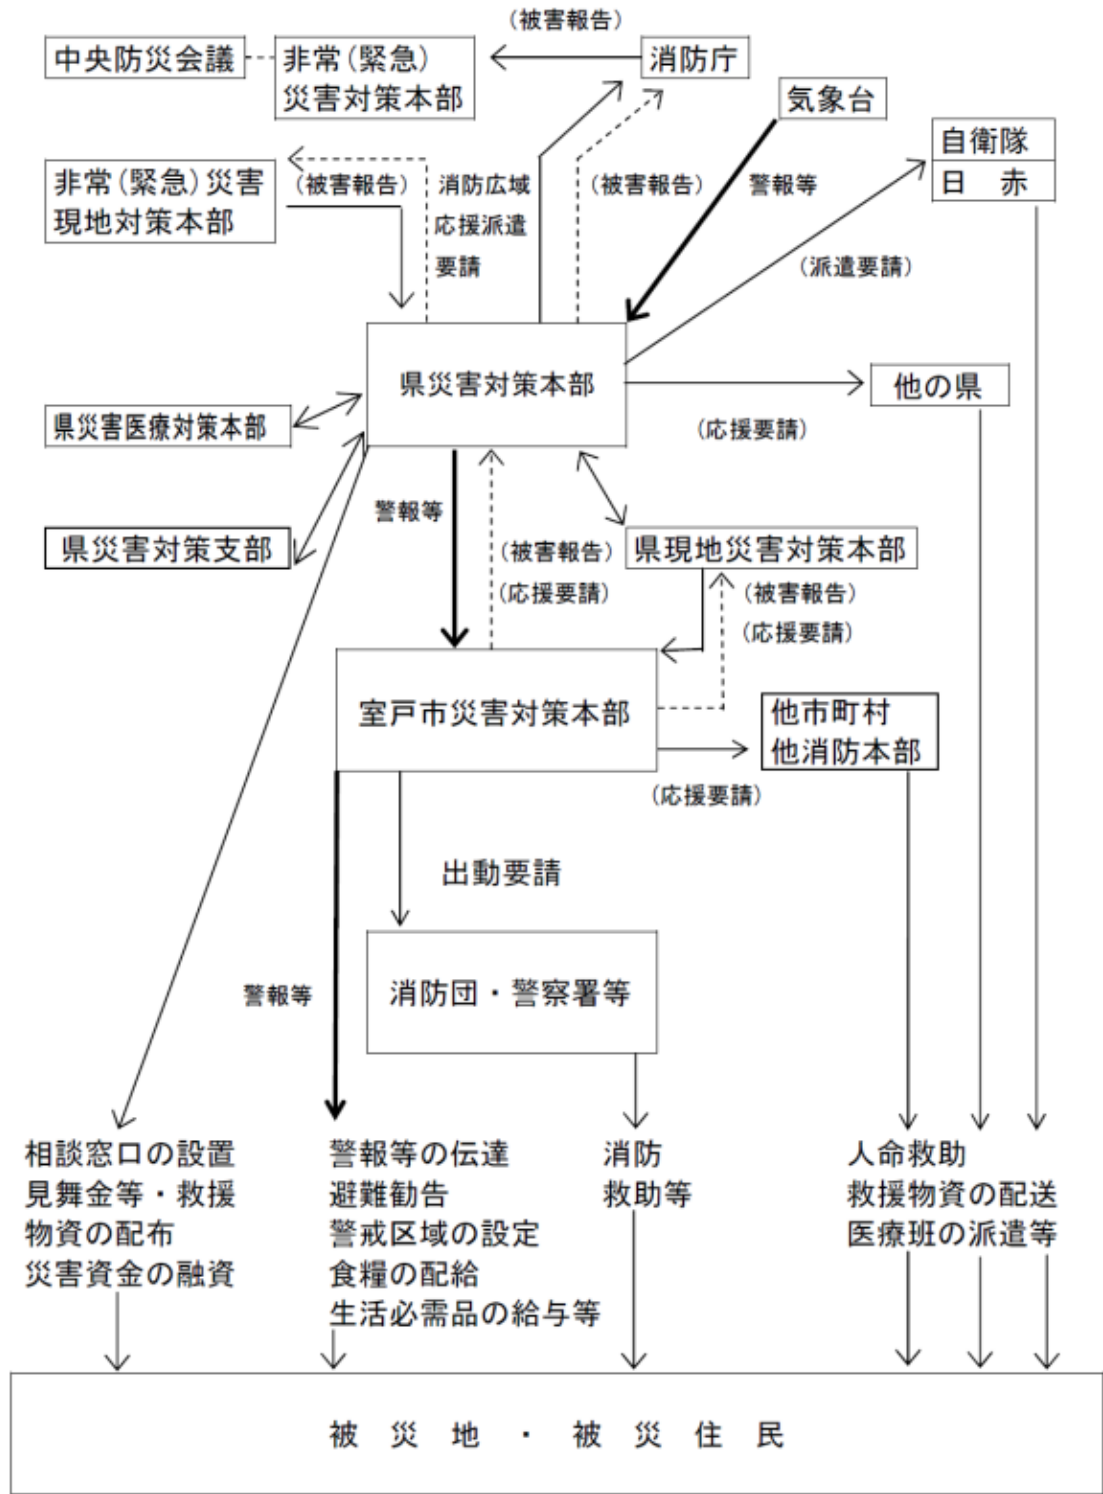 (被害報告)
中央防災会議
非常(緊急)
災害対策本部
消防庁
気象台
自衛隊
日 赤
非常(緊急)災害
現地対策本部
(被害報告)
消防広域
応援派遣
要請
(被害報告)
警報等
(派遣要請)
県災害対策本部
他の県
県災害医療対策本部
(応援要請)
警報等
県災害対策支部
(被害報告)
(応援要請)
県現地災害対策本部
(被害報告)
(応援要請)
室戸市災害対策本部
他市町村
他消防本部
(応援要請)
出動要請
消防団・警察署等
警報等
相談窓口の設置
見舞金等・救援
物資の配布
災害資金の融資
警報等の伝達
避難勧告
警戒区域の設定
食糧の配給
生活必需品の給与等
消防
救助等
人命救助
救援物資の配送
医療班の派遣等
被 災 地 ・ 被 災 住 民